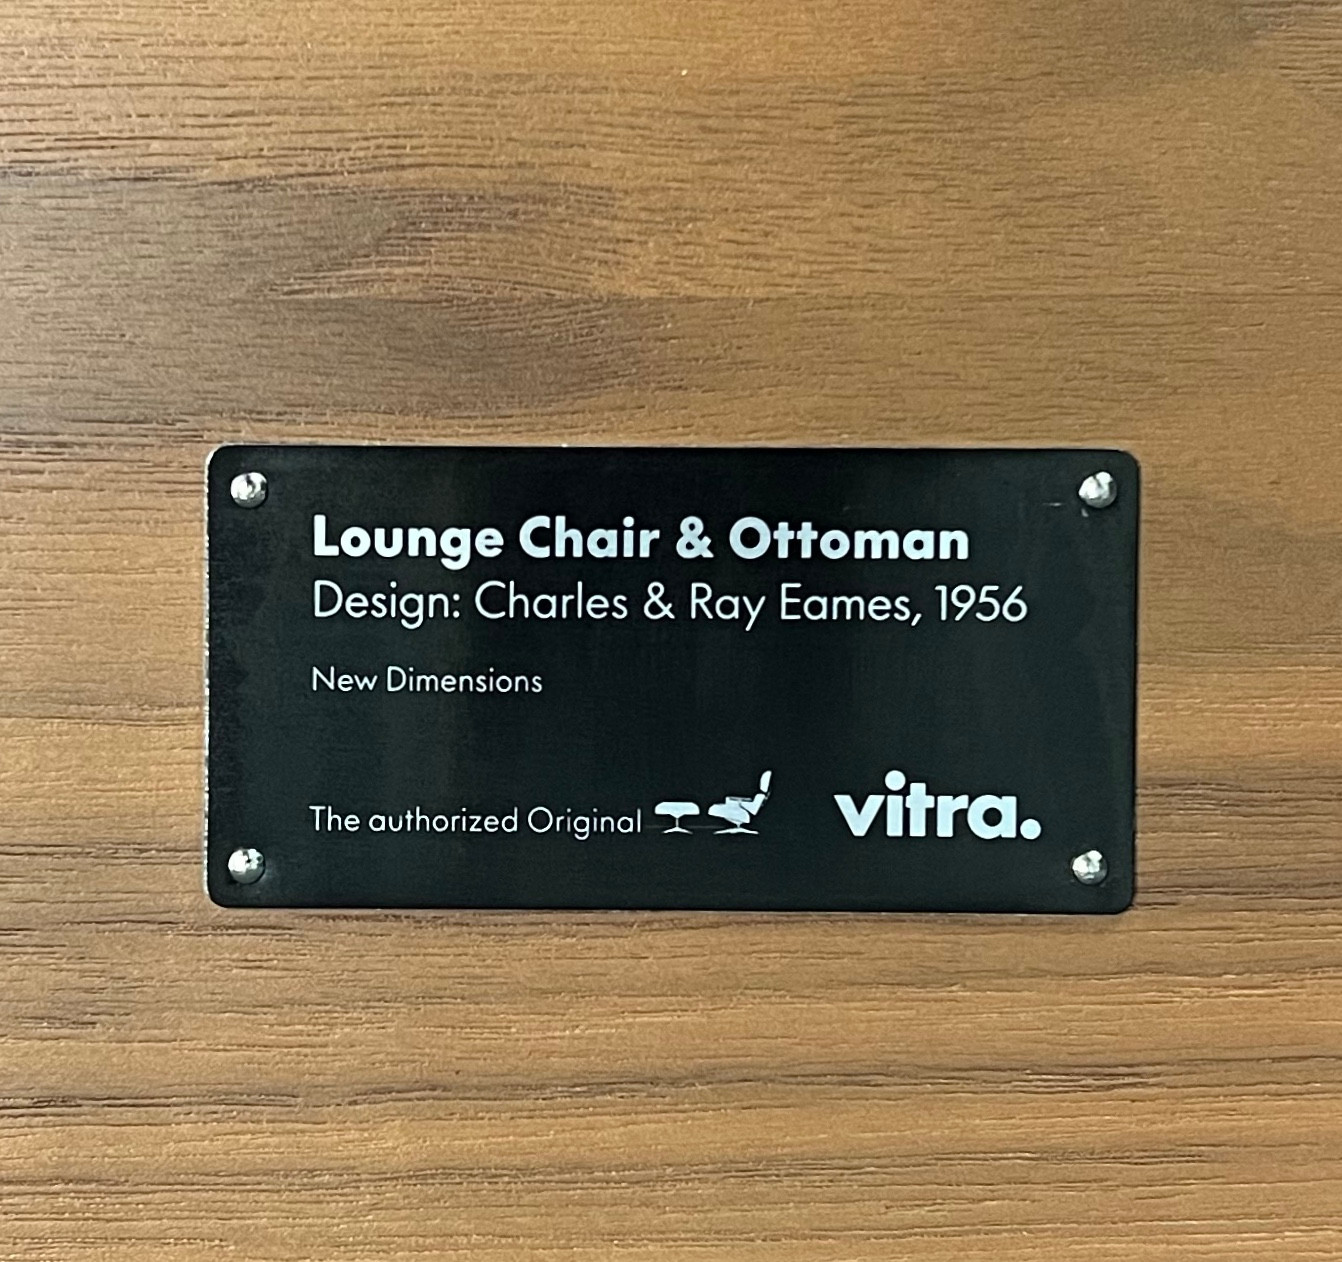 Lounge Chair & Ottoman
Design: Charles & Ray Eames, 1956
New Dimensions
The authorized Original
vitra.